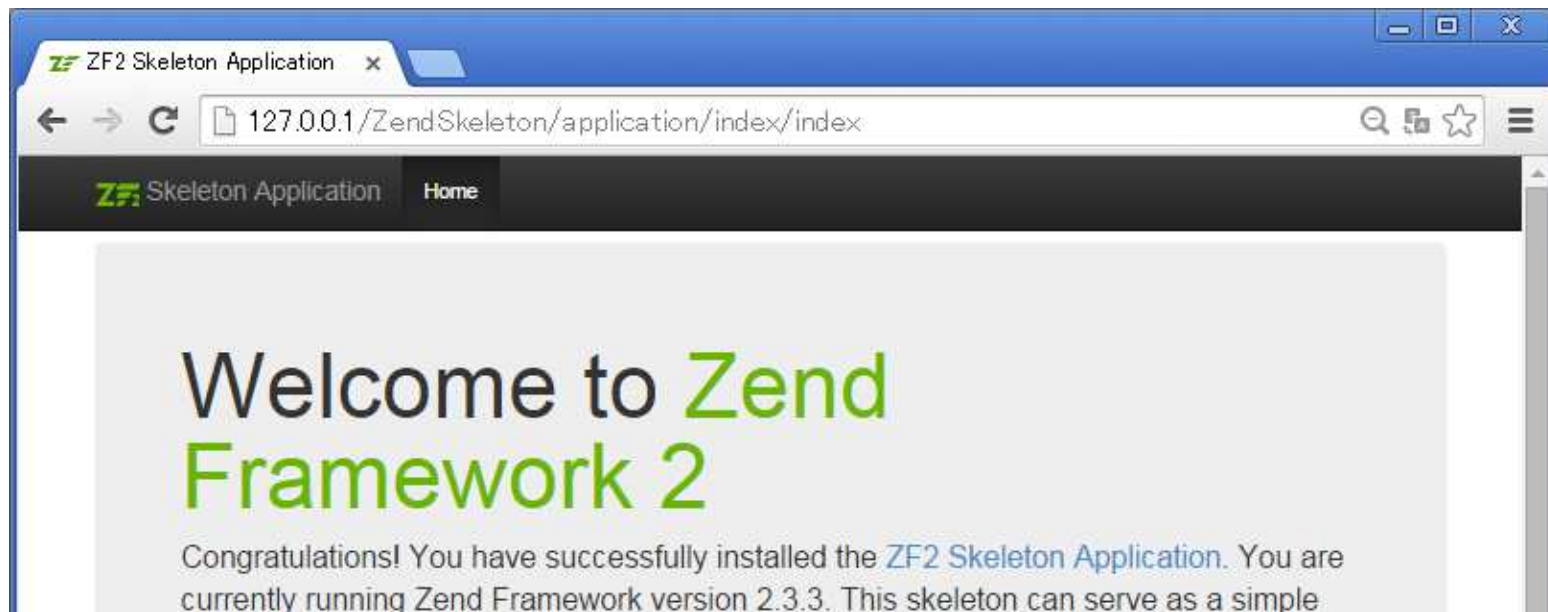 ZF2 Skeleton Application
127.0.0.1/ZendSkeleton/application/index/index
ZF2 Skeleton Application Home
Welcome to Zend
Framework 2
Congratulations! You have successfully installed the ZF2 Skeleton Application. You are
currently running Zend Framework version 2.3.3. This skeleton can serve as a simple